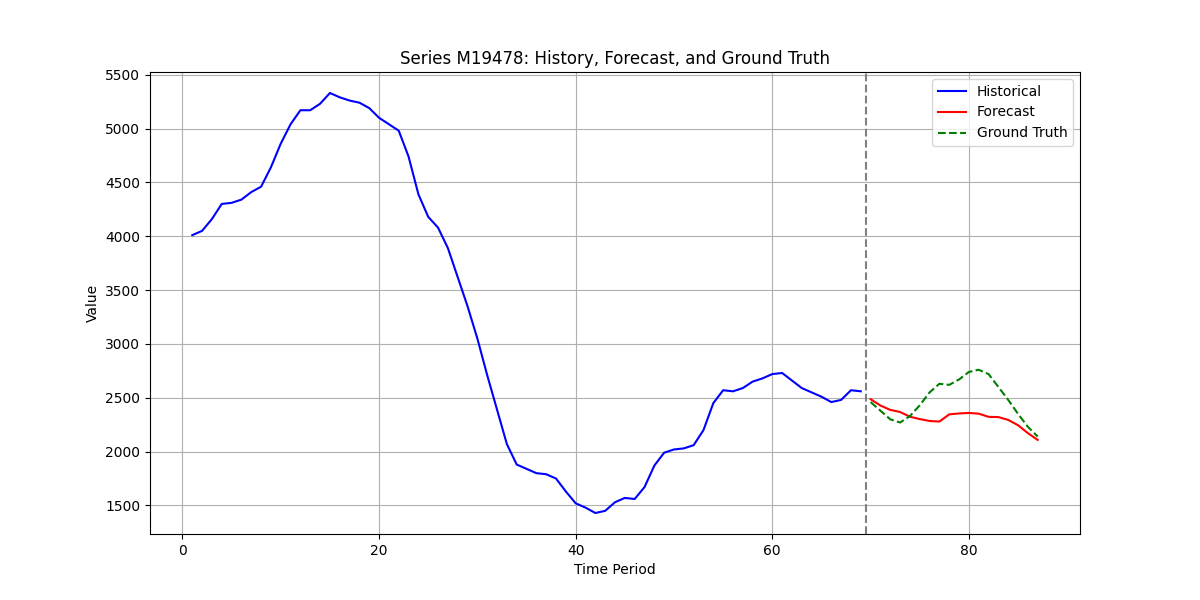 Series M19478: History, Forecast, and Ground Truth
Historical
Forecast
Ground Truth
Value
5500
5000
4500
4000
3500
3000
2500
2000
1500
0
20
40
60
80
Time Period